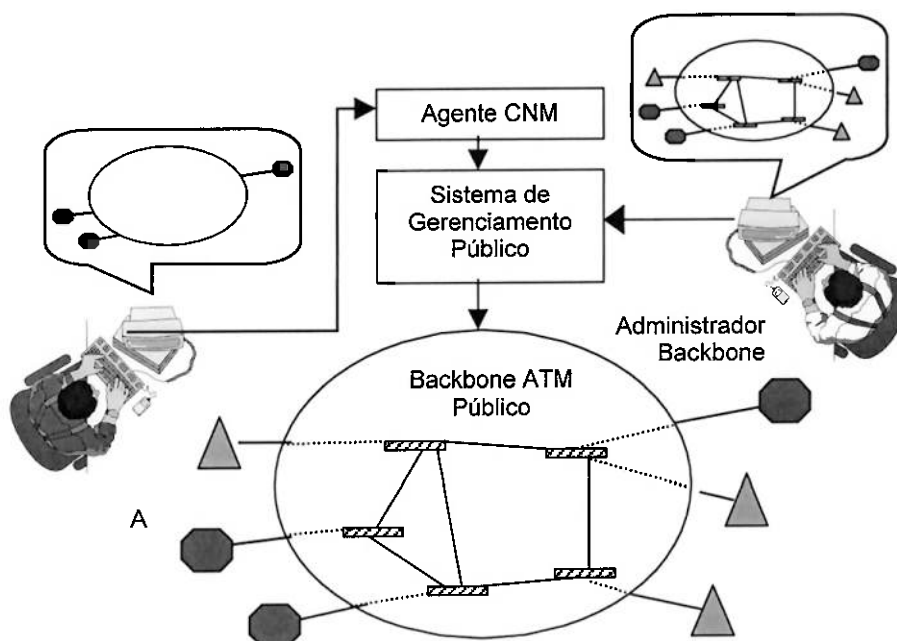 Agente CNM
Sistema de
Gerenciamento
Público
Administrador
Backbone
Backbone ATM
Público
A